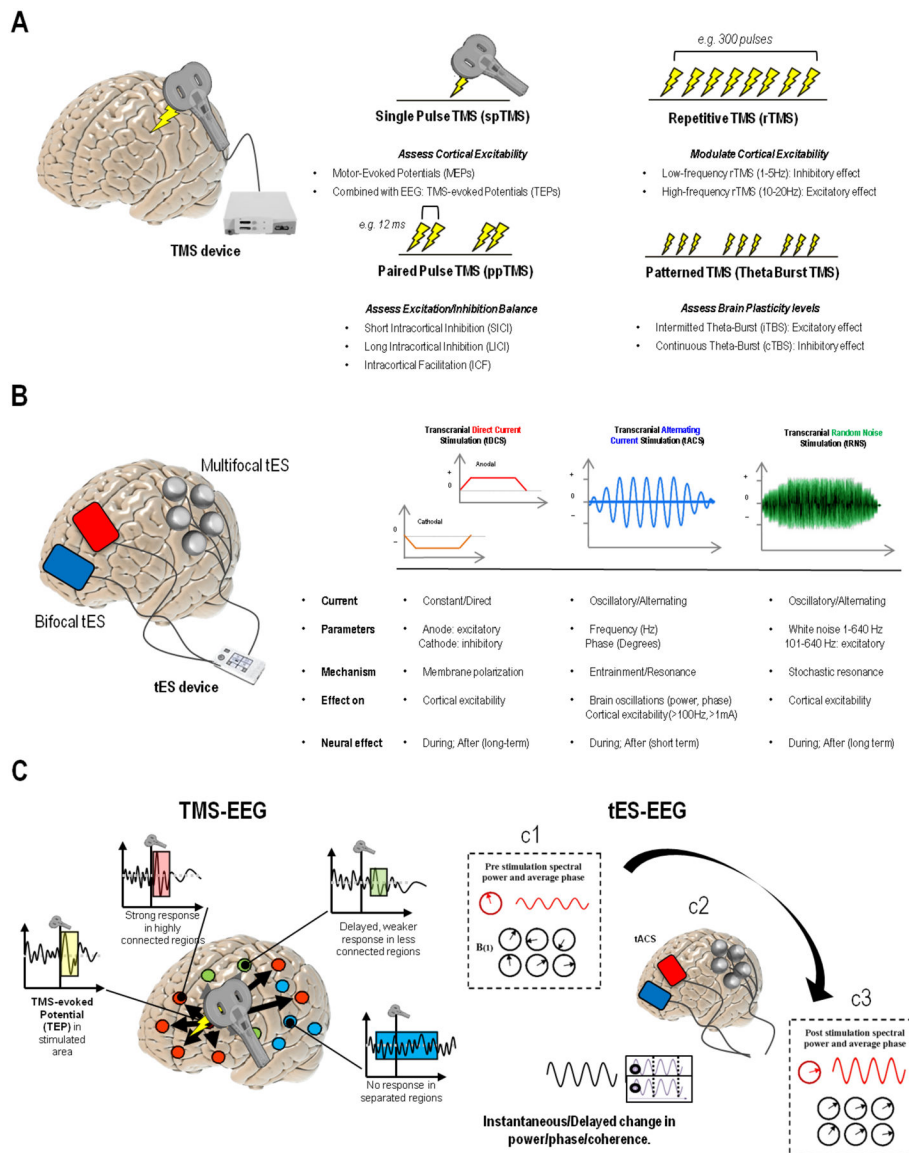 A
TMS device
Single Pulse TMS (spTMS)
Assess Cortical Excitability
• Motor-Evoked Potentials (MEPs)
• Combined with EEG: TMS-evoked Potentials (TEPs)
e.g. 12 ms
Paired Pulse TMS (ppTMS)
Assess Excitation/Inhibition Balance
• Short Intracortical Inhibition (SICI)
• Long Intracortical Inhibition (LICI)
• Intracortical Facilitation (ICF)
e.g. 300 pulses
Repetitive TMS (rTMS)
Modulate Cortical Excitability
• Low-frequency rTMS (1-5Hz): Inhibitory effect
• High-frequency rTMS (10-20Hz): Excitatory effect
Patterned TMS (Theta Burst TMS)
Assess Brain Plasticity levels
• Intermitted Theta-Burst (iTBS): Excitatory effect
• Continuous Theta-Burst (cTBS): Inhibitory effect
B
Multifocal tES
Bifocal tES
tES device
Transcranial Direct Current
Stimulation (tDCS)
Anodal
+
0
Cathodal
0
−
Transcranial Alternating
Current Stimulation (tACS)
+
0
−
Transcranial Random Noise
Stimulation (tRNS)
+
0
−
• Current • Constant/Direct • Oscillatory/Alternating • Oscillatory/Alternating
• Parameters • Anode: excitatory • Frequency (Hz) • White noise 1-640 Hz
Cathode: inhibitory Phase (Degrees) 101-640 Hz: excitatory
• Mechanism • Membrane polarization • Entrainment/Resonance • Stochastic resonance
• Effect on • Cortical excitability • Brain oscillations (power, phase) • Cortical excitability
Cortical excitability(>100Hz,>1mA)
• Neural effect • During; After (long-term) • During; After (short term) • During; After (long term)
C
TMS-EEG
Strong response
in highly
connected regions
Delayed, weaker
response in less
connected regions
TMS-evoked
Potential
(TEP) in
stimulated
area
No response in
separated regions
tES-EEG
c1
Pre stimulation spectral
power and average phase
B(1)
c2
tACS
c3
Post stimulation spectral
power and average phase
Instantaneous/Delayed change in
power/phase/coherence.